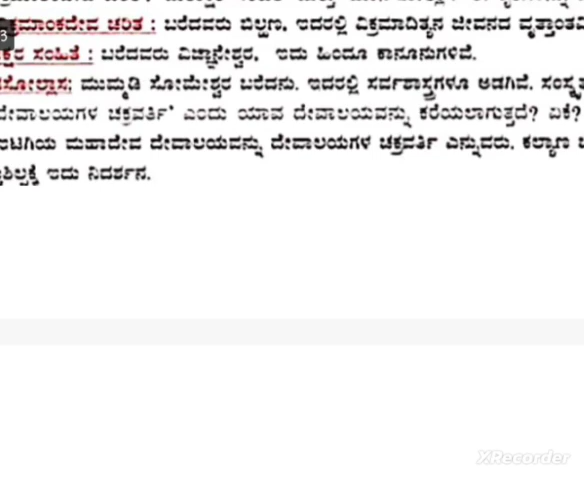 3
ಕ್ರಮಾಂಕದೇವ ಚರಿತ : ಬರೆದವರು ಬಿಲ್ಹಣ, ಇದರಲ್ಲಿ ವಿಕ್ರಮಾದಿತ್ಯನ ಜೀವನದ ವೃತ್ತಾಂತವಿ
ಕ್ಷರ ಸಂಹಿತೆ : ಬರೆದವರು ವಿಜ್ಞಾನೇಶ್ವರ, ಇದು ಹಿಂದೂ ಕಾನೂನುಗಳಿವೆ.
ಸೋಲ್ಲಾಸ: ಮುಮ್ಮಡಿ ಸೋಮೇಶ್ವರ ಬರೆದನು. ಇದರಲ್ಲಿ ಸರ್ವಶಾಸ್ತ್ರಗಳೂ ಅಡಗಿವೆ. ಸಂಸ್ಕೃತ
ದೇವಾಲಯಗಳ ಚಕ್ರವರ್ತಿ' ಎಂದು ಯಾವ ದೇವಾಲಯವನ್ನು ಕರೆಯಲಾಗುತ್ತದೆ? ಏಕೆ?
ಇಟಗಿಯ ಮಹಾದೇವ ದೇವಾಲಯವನ್ನು ದೇವಾಲಯಗಳ ಚಕ್ರವರ್ತಿ ಎನ್ನುವರು. ಕಲ್ಯಾಣ
ಶಿಲ್ಪಕ್ಕೆ ಇದು ನಿದರ್ಶನ.
XRecorder